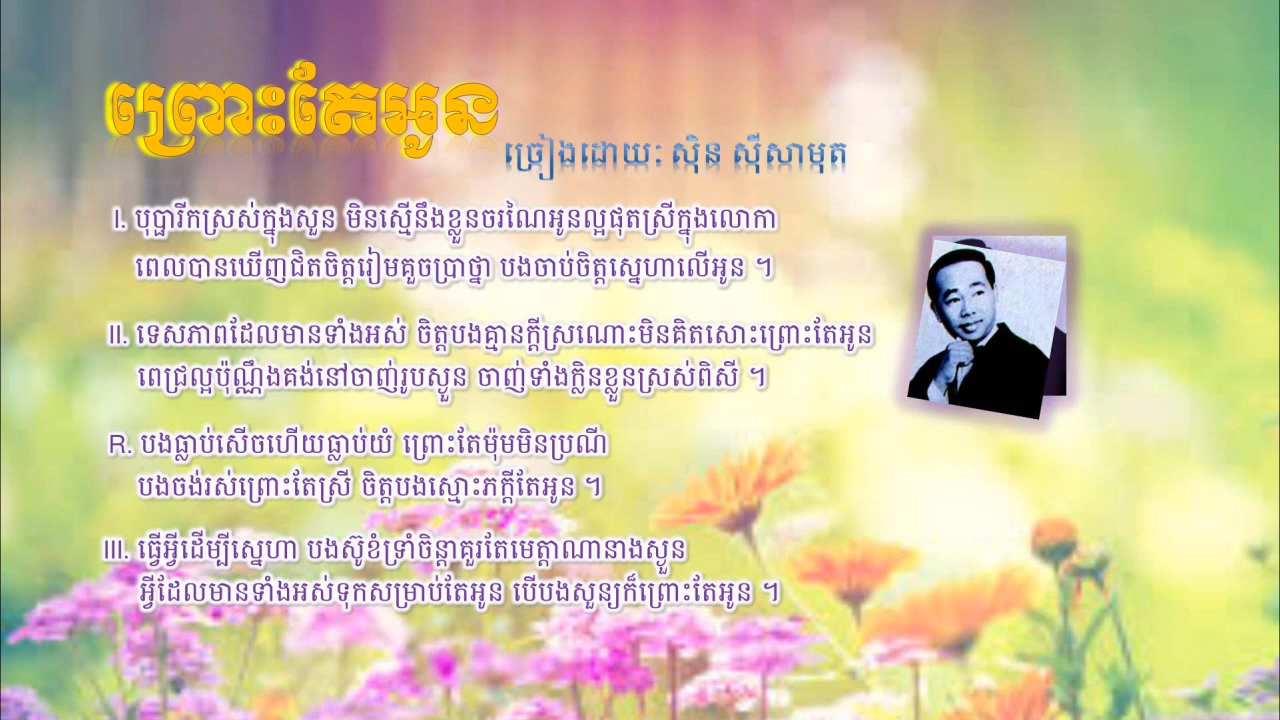 ព្រោះតែអូន
ច្រៀងដោយ: ស៊ិន ស៊ីសាមុត
I. បុប្ផារីកស្រស់ក្នុងសួន មិនស្មើនឹងខ្លួនចរណៃអូនល្អផុតស្រីក្នុងលោកា
ពេលបានឃើញជិតចិត្តរៀមគួចប្រាថ្នា បងចាប់ចិត្តស្នេហាលើអូន ។
II. ទេសភាពដែលមានទាំងអស់ ចិត្តបងគ្មានក្ដីស្រណោះមិនគិតសោះព្រោះតែអូន
ពេជ្រល្អប៉ុណ្ណឹងគង់នៅចាញ់រូបស្ងួន ចាញ់ទាំងក្លិនខ្លួនស្រស់ពិសី ។
R. បងធ្លាប់សើចហើយធ្លាប់យំ ព្រោះតែម៉ុមមិនប្រណី
បងចង់រស់ព្រោះតែស្រី ចិត្តបងស្មោះភក្ដីតែអូន ។
III. ធ្វើអ្វីដើម្បីស្នេហា បងស៊ូខំទ្រាំចិន្តាគួរតែមេត្តាណានាងស្ងួន
អ្វីដែលមានទាំងអស់ទុកសម្រាប់តែអូន បើបងសួន្យក៏ព្រោះតែអូន ។